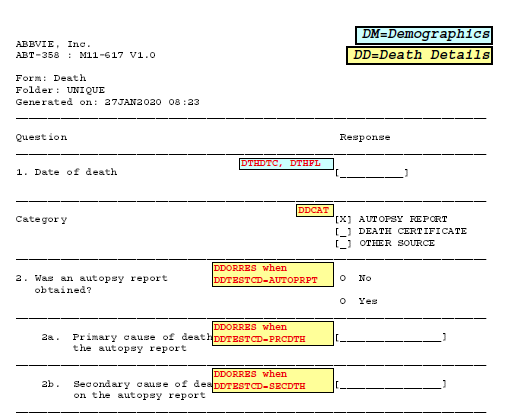 DM=Demographics
ABBVIE, Inc.
ABT-358 : M11-617 V1.0
DD=Death Details
Form: Death
Folder: UNIQUE
Generated on: 27JAN2020 08:23
Question Response
DTHDTC, DTHFL
1. Date of death [__________]
DDCAT
Category [X] AUTOPSY REPORT
[_] DEATH CERTIFICATE
[_] OTHER SOURCE
DDORRES when
2. Was an autopsy report O No
DDTESTCD=AUTOPRPT
obtained?
O Yes
DDORRES when
2a. Primary cause of death DDTESTCD=PRCDTH [________________]
the autopsy report
DDORRES when
2b. Secondary cause of dea DDTESTCD=SECDTH [________________]
on the autopsy report